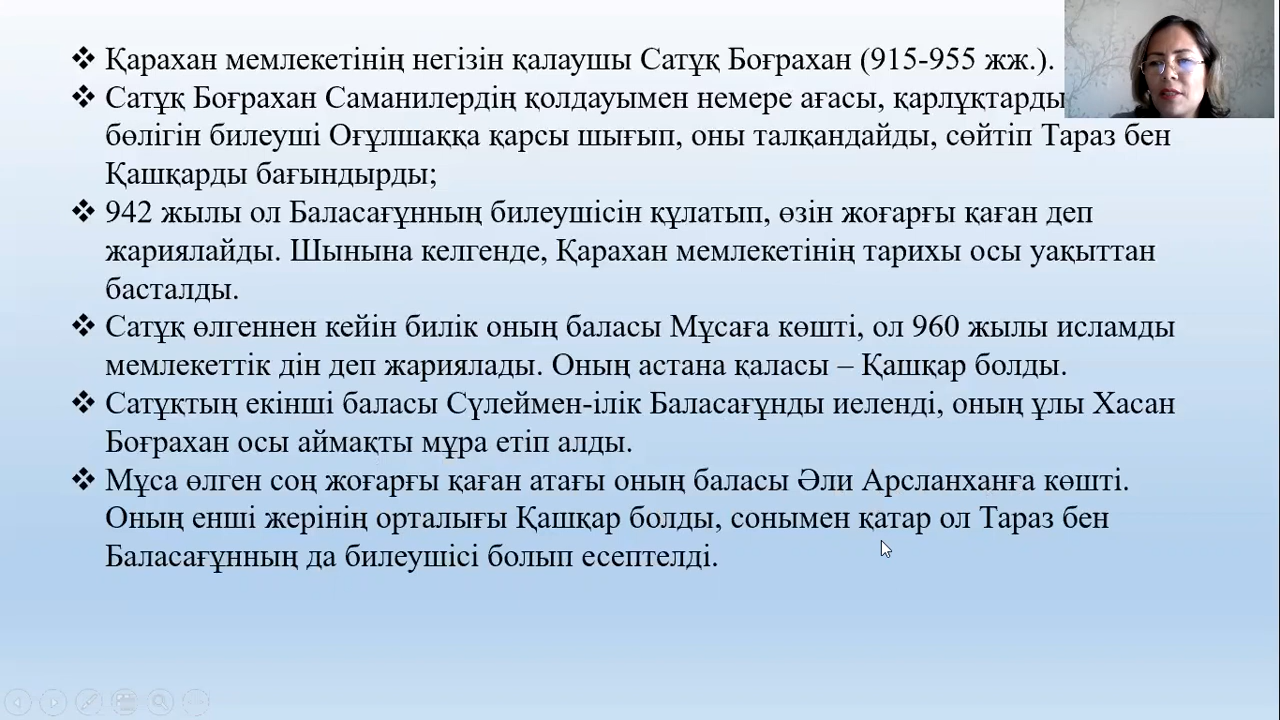 ❖ Қарахан мемлекетінің негізін қалаушы Сатұқ Боғрахан (915-955 жж.).
❖ Сатұқ Боғрахан Саманилердің қолдауымен немере ағасы, қарлұқтарды
бөлігін билеуші Оғұлшаққа қарсы шығып, оны талқандайды, сөйтіп Тараз бен
Қашқарды бағындырды;
❖ 942 жылы ол Баласағұнның билеушісін құлатып, өзін жоғарғы қаған деп
жариялайды. Шынына келгенде, Қарахан мемлекетінің тарихы осы уақыттан
басталды.
❖ Сатұқ өлгеннен кейін билік оның баласы Мұсаға көшті, ол 960 жылы исламды
мемлекеттік дін деп жариялады. Оның астана қаласы – Қашқар болды.
❖ Сатұқтың екінші баласы Сүлеймен-ілік Баласағұнды иеленді, оның ұлы Хасан
Боғрахан осы аймақты мұра етіп алды.
❖ Мұса өлген соң жоғарғы қаған атағы оның баласы Әли Арсланханға көшті.
Оның енші жерінің орталығы Қашқар болды, сонымен қатар ол Тараз бен
Баласағұнның да билеушісі болып есептелді.